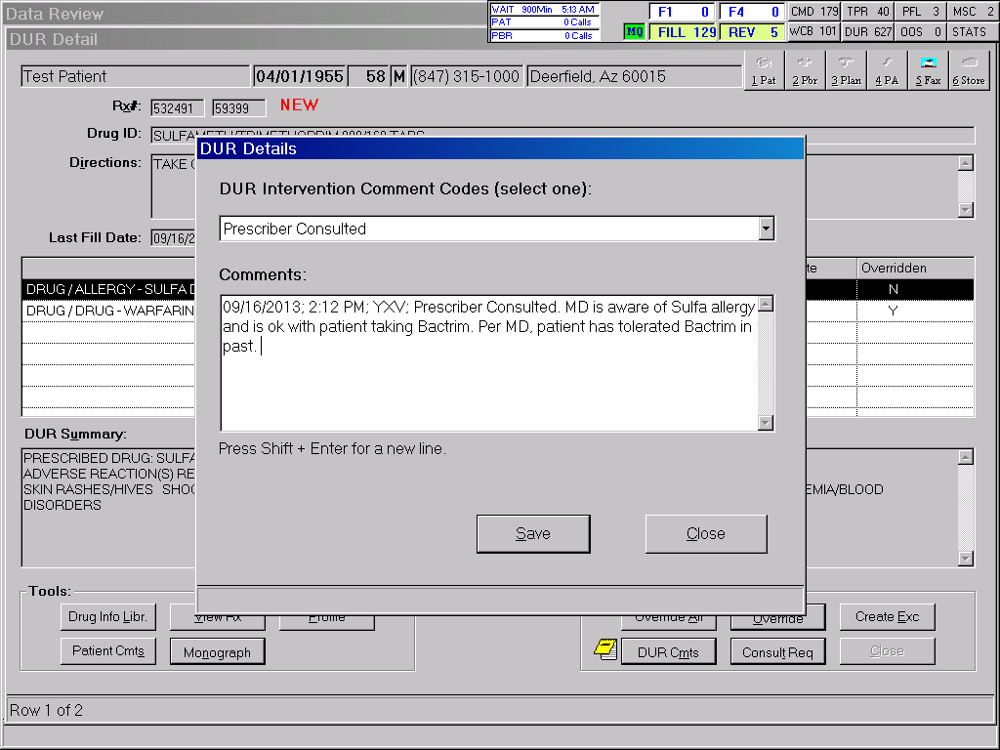 Data Review
WAIT 900Min 5:13 AM
PAT 0 Calls
PBR 0 Calls
F1 0 F4 0
MQ FILL 129 REV 5
CMD 179 TPR 40 PFL 3 MSC 2
WCB 101 DUR 627 OOS 0 STATS
DUR Detail
Test Patient 04/01/1955 58 M (847) 315-1000 Deerfield, Az 60015
1 Pat 2 Pbr 3 Plan 4 PA 5 Fax 6 Store
Rx#: 532491 59399 NEW
Drug ID: SULFAMETH/TRIMETHOPRIM 800/160 TABS
Directions: TAKE
Last Fill Date: 09/16/2
te Overridden
DRUG / ALLERGY - SULFA D N
DRUG / DRUG - WARFARIN Y
DUR Details
DUR Intervention Comment Codes (select one):
Prescriber Consulted
Comments:
09/16/2013; 2:12 PM; YXV; Prescriber Consulted. MD is aware of Sulfa allergy
and is ok with patient taking Bactrim. Per MD, patient has tolerated Bactrim in
past.
Press Shift + Enter for a new line.
Save Close
DUR Summary:
PRESCRIBED DRUG: SULFA
ADVERSE REACTION(S) RE
SKIN RASHES/HIVES SHOC EMIA/BLOOD
DISORDERS
Tools:
Drug Info Libr. View Rx Profile Override All Override Create Exc
Patient Cmts Monograph DUR Cmts Consult Req Close
Row 1 of 2